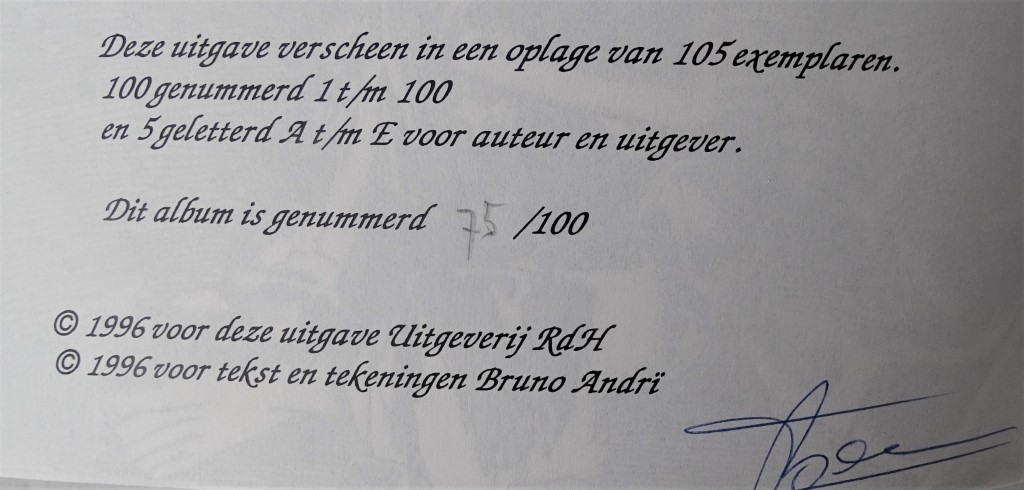 Deze uitgave verscheen in een oplage van 105 exemplaren.
100 genummerd 1 t/m 100
en 5 geletterd A t/m E voor auteur en uitgever.
Dit album is genummerd 75 /100
© 1996 voor deze uitgave Uitgeverij RdH
© 1996 voor tekst en tekeningen Bruno Andrï